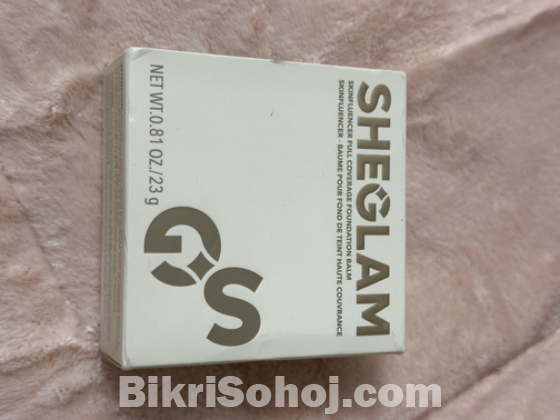 SHEGLAM
SKINFLUENCER FULL COVERAGE FOUNDATION BALM
SKINFLUENCER - BAUME POUR FOND DE TEINT HAUTE COUVRANCE
GS
NET WT.0.81 OZ./23 g
BikriSohoj.com